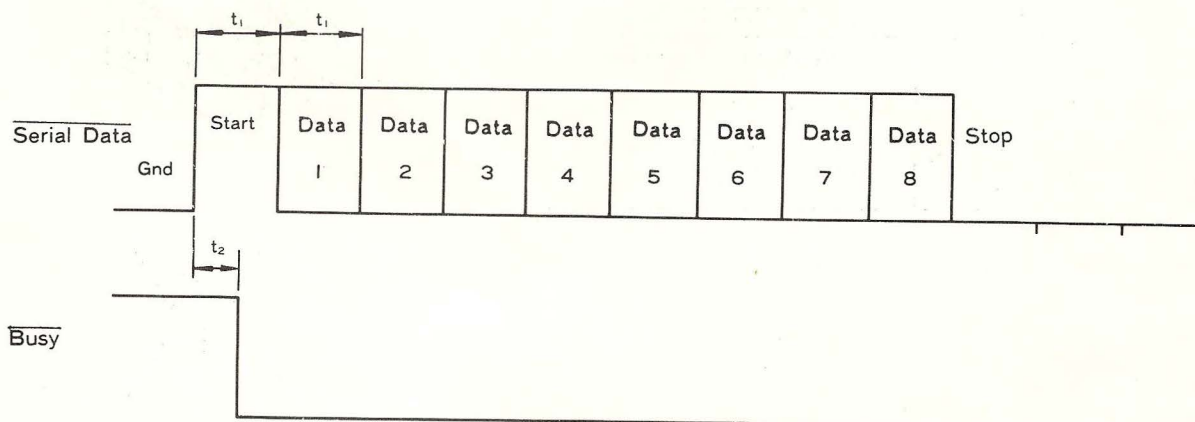 t₁ t₁
Serial Data
Gnd
Start
Data 1
Data 2
Data 3
Data 4
Data 5
Data 6
Data 7
Data 8
Stop
t₂
Busy